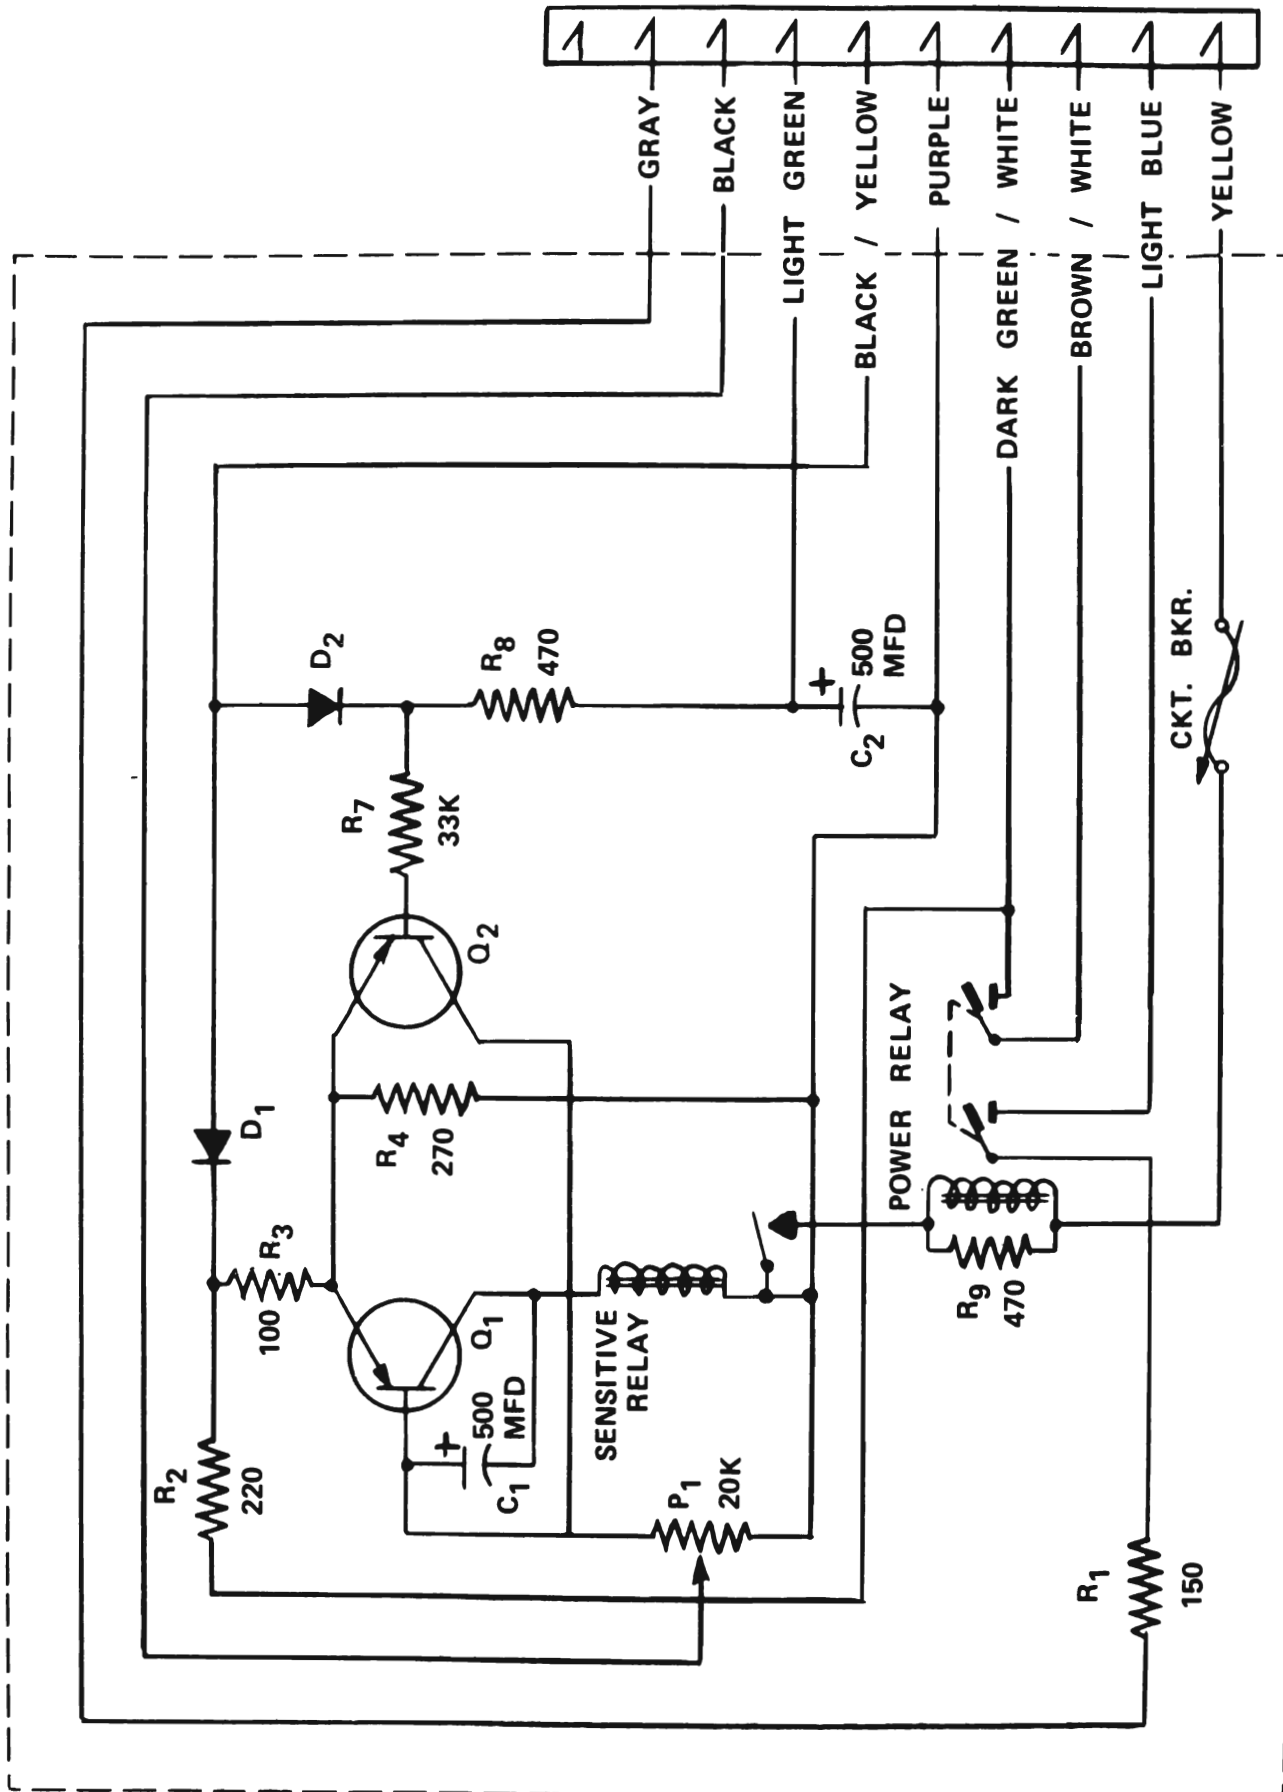 GRAY
BLACK
LIGHT GREEN
BLACK / YELLOW
PURPLE
DARK GREEN / WHITE
BROWN / WHITE
LIGHT BLUE
YELLOW
R2
220
D1
R3
100
D2
R7
33K
R8
470
Q2
R4
270
Q1
+
500
MFD
C1
+
500
MFD
C2
SENSITIVE
RELAY
P1
20K
POWER RELAY
R9
470
CKT. BKR.
R1
150